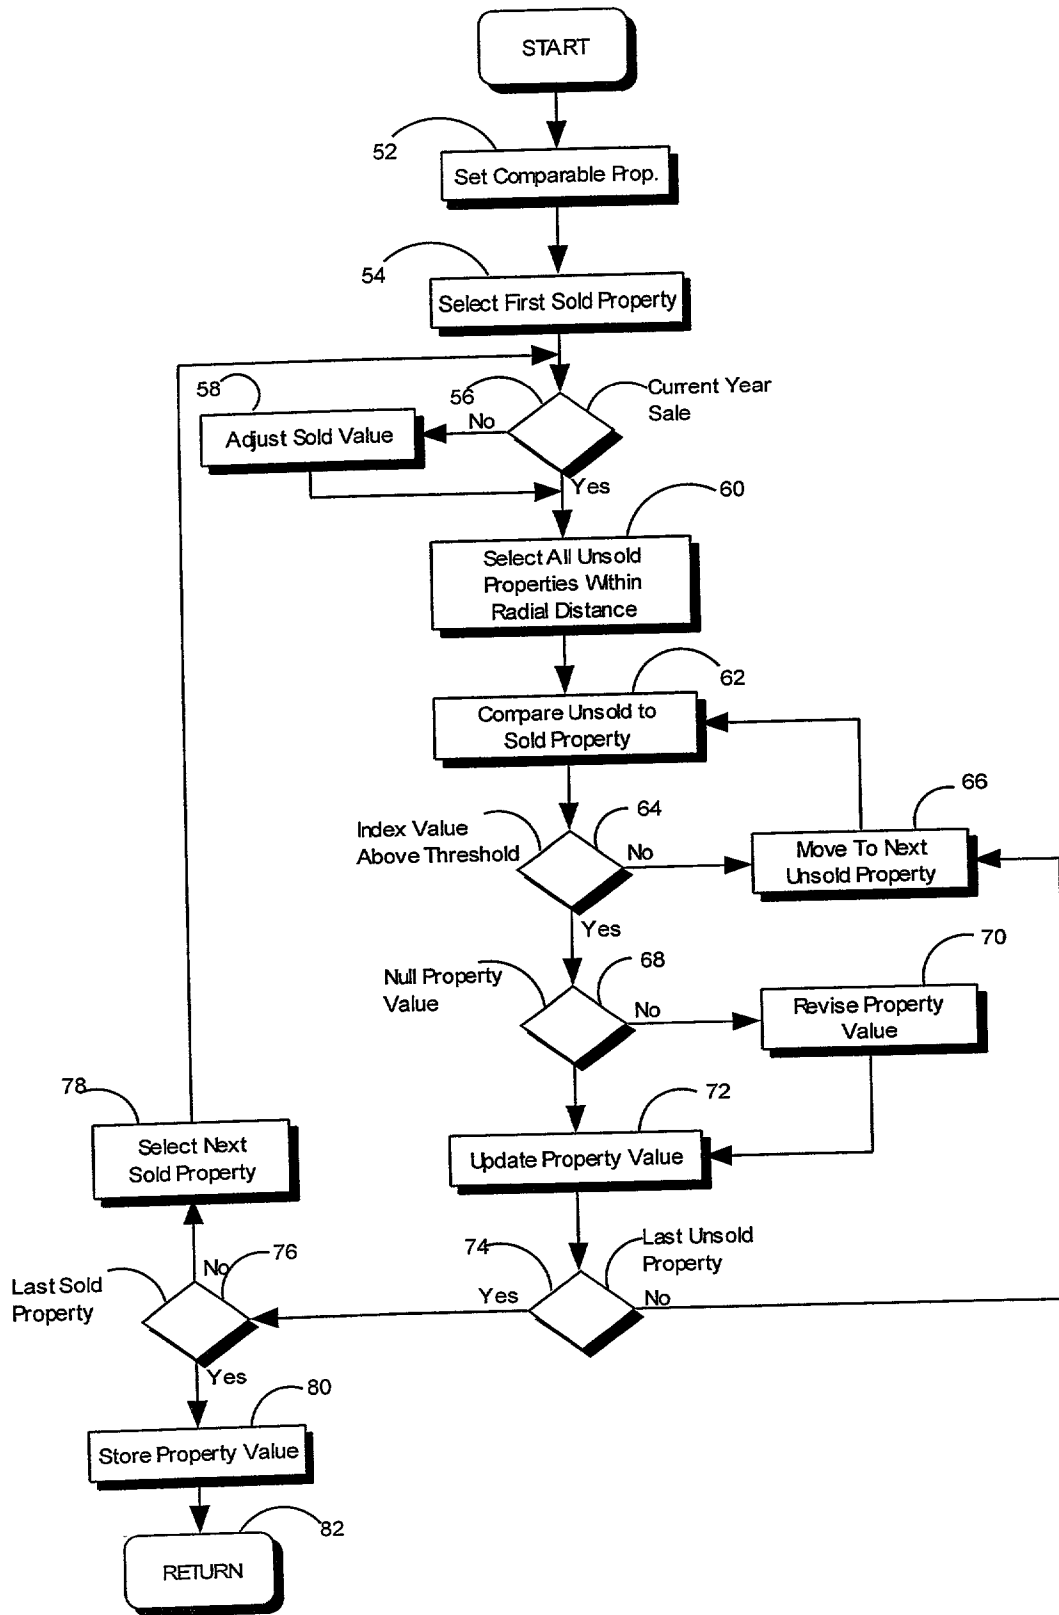 START
52
Set Comparable Prop.
54
Select First Sold Property
58
56
Current Year
Sale
No
Adjust Sold Value
Yes
60
Select All Unsold
Properties Within
Radial Distance
62
Compare Unsold to
Sold Property
66
64
Index Value
Above Threshold
No
Move To Next
Unsold Property
Yes
70
68
Null Property
Value
No
Revise Property
Value
78
72
Select Next
Sold Property
Update Property Value
74
Last Unsold
Property
76
No
Last Sold
Property
Yes
No
Yes
80
Store Property Value
82
RETURN